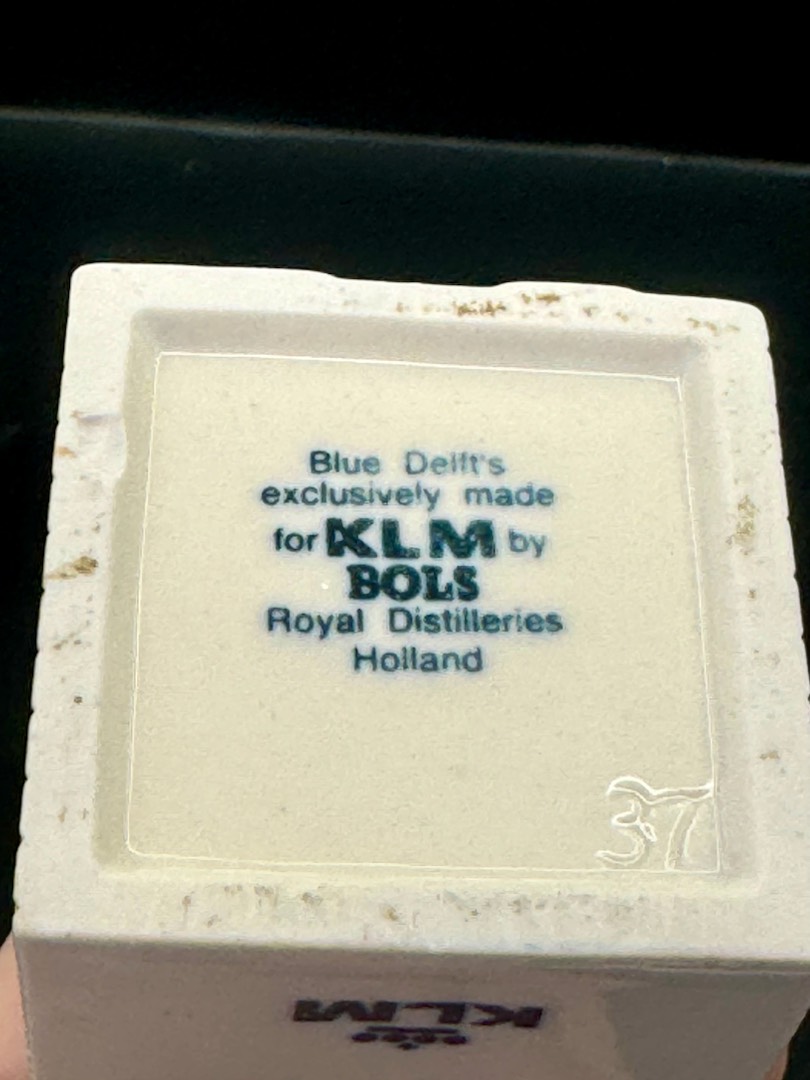 Blue Delft's
exclusively made
for KLM by
BOLS
Royal Distilleries
Holland
37
KLM